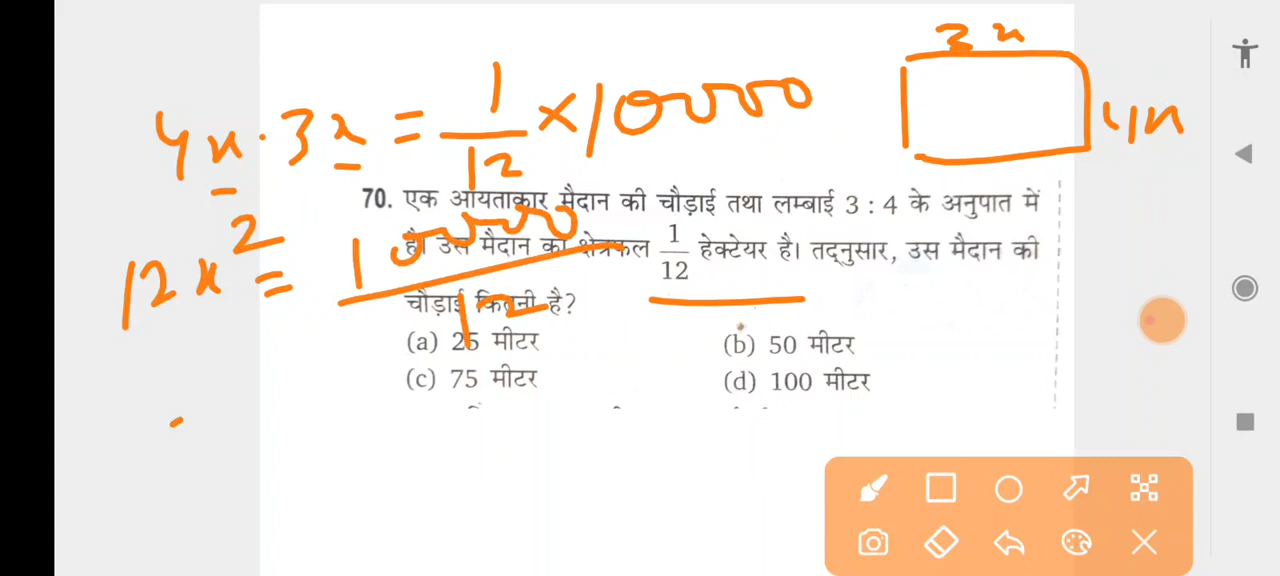 3x
4x · 3x = 1/12 × 10000
4x
70. एक आयताकार मैदान की चौड़ाई तथा लम्बाई 3 : 4 के अनुपात में
है। उस मैदान का क्षेत्रफल 1/12 हेक्टेयर है। तद्नुसार, उस मैदान की
चौड़ाई कितनी है?
12x² = 10000/12
(a) 25 मीटर (b) 50 मीटर
(c) 75 मीटर (d) 100 मीटर